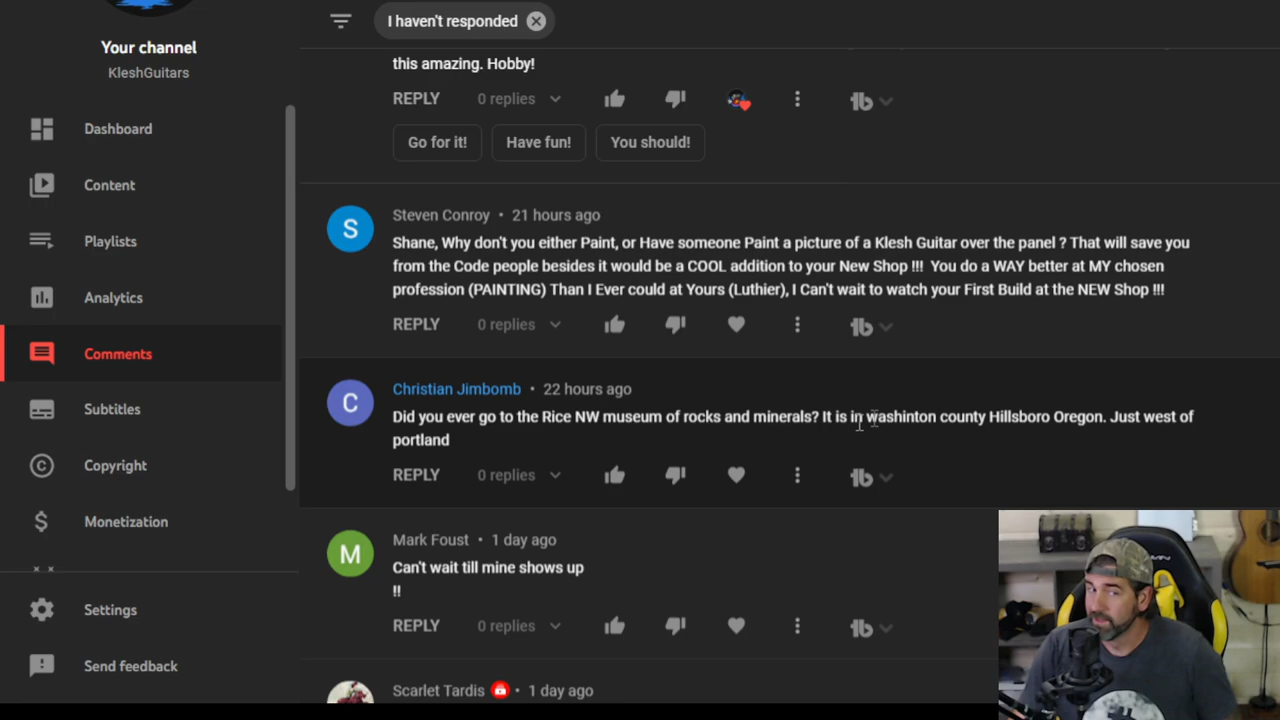 I haven't responded
Your channel
KleshGuitars
Dashboard
Content
Playlists
Analytics
Comments
Subtitles
Copyright
Monetization
Settings
Send feedback
this amazing. Hobby!
REPLY 0 replies
Go for it! Have fun! You should!
S
Steven Conroy • 21 hours ago
Shane, Why don't you either Paint, or Have someone Paint a picture of a Klesh Guitar over the panel ? That will save you
from the Code people besides it would be a COOL addition to your New Shop !!! You do a WAY better at MY chosen
profession (PAINTING) Than I Ever could at Yours (Luthier), I Can't wait to watch your First Build at the NEW Shop !!!
REPLY 0 replies
C
Christian Jimbomb • 22 hours ago
Did you ever go to the Rice NW museum of rocks and minerals? It is in washinton county Hillsboro Oregon. Just west of
portland
REPLY 0 replies
M
Mark Foust • 1 day ago
Can't wait till mine shows up
!!
REPLY 0 replies
Scarlet Tardis • 1 day ago